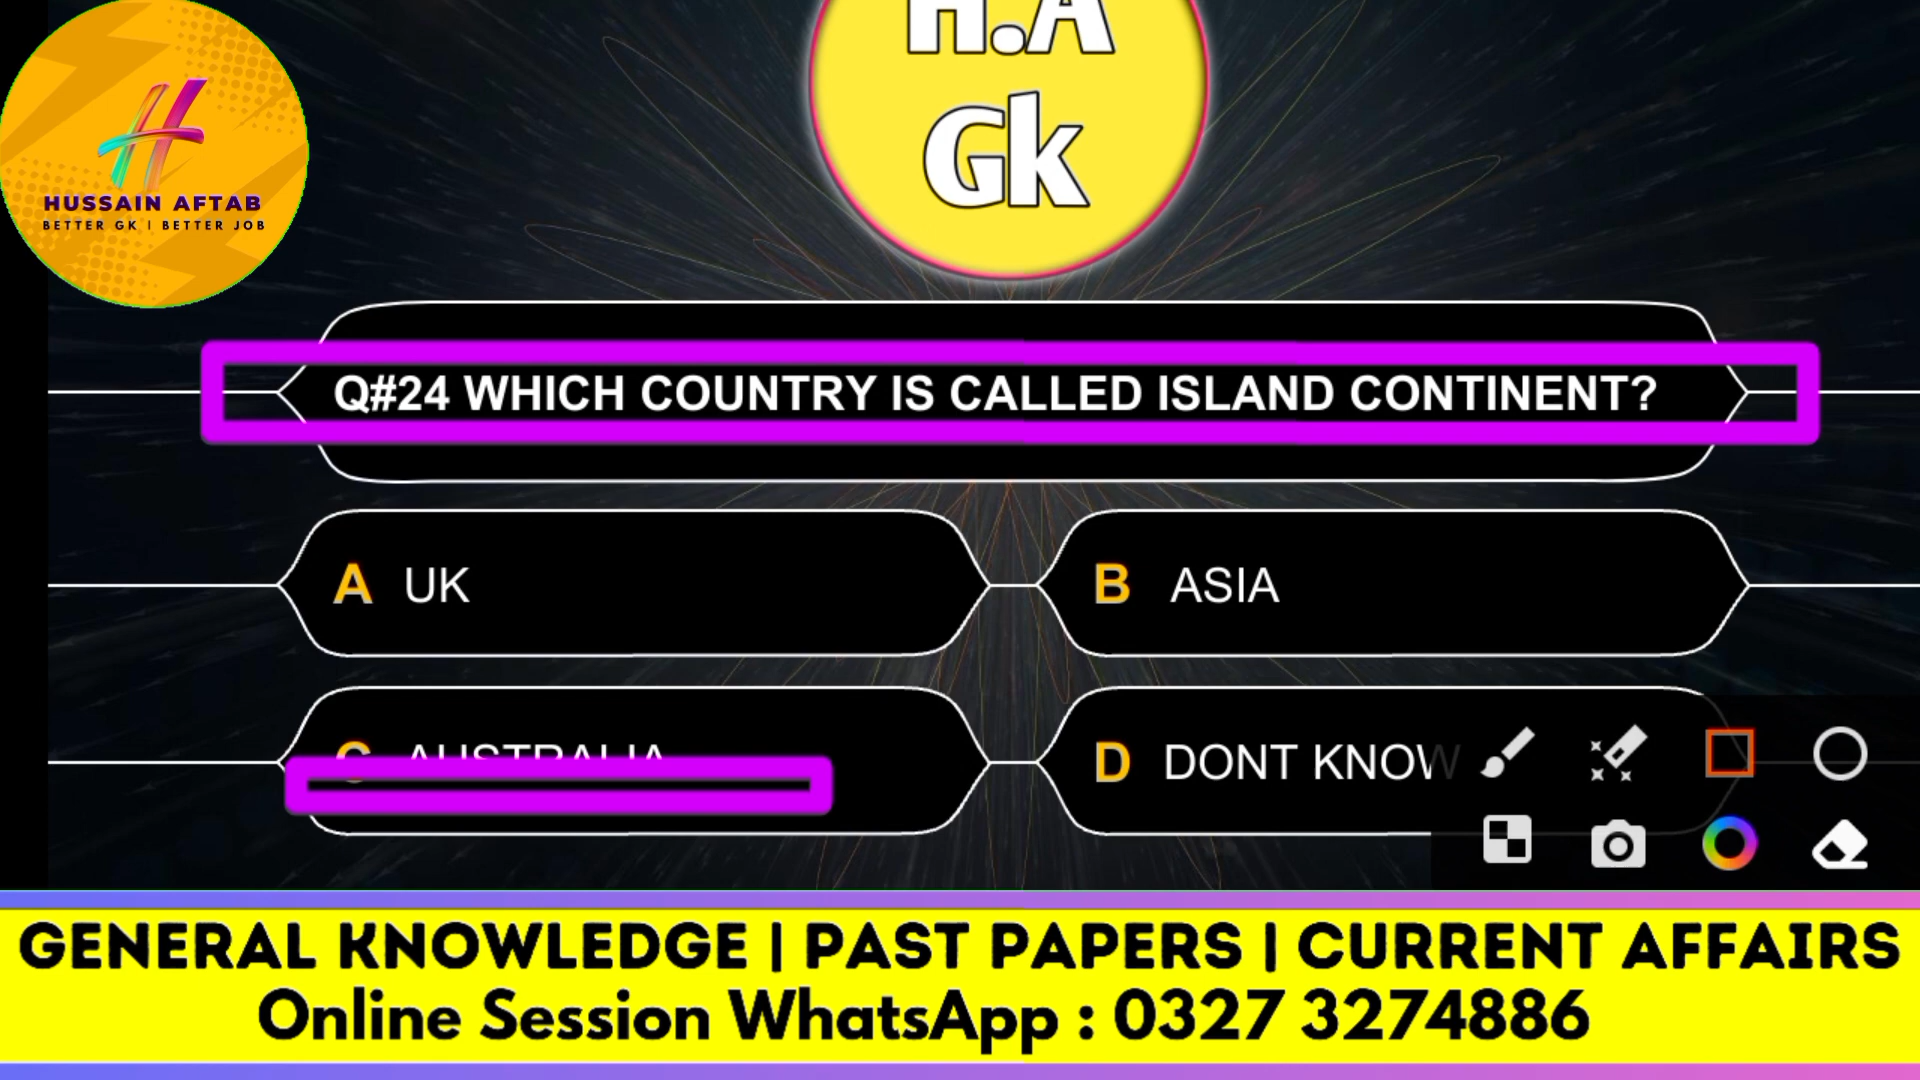 H.A
Gk
HUSSAIN AFTAB
BETTER GK | BETTER JOB
Q#24 WHICH COUNTRY IS CALLED ISLAND CONTINENT?
A UK
B ASIA
C AUSTRALIA
D DONT KNOW
GENERAL KNOWLEDGE | PAST PAPERS | CURRENT AFFAIRS
Online Session WhatsApp : 0327 3274886